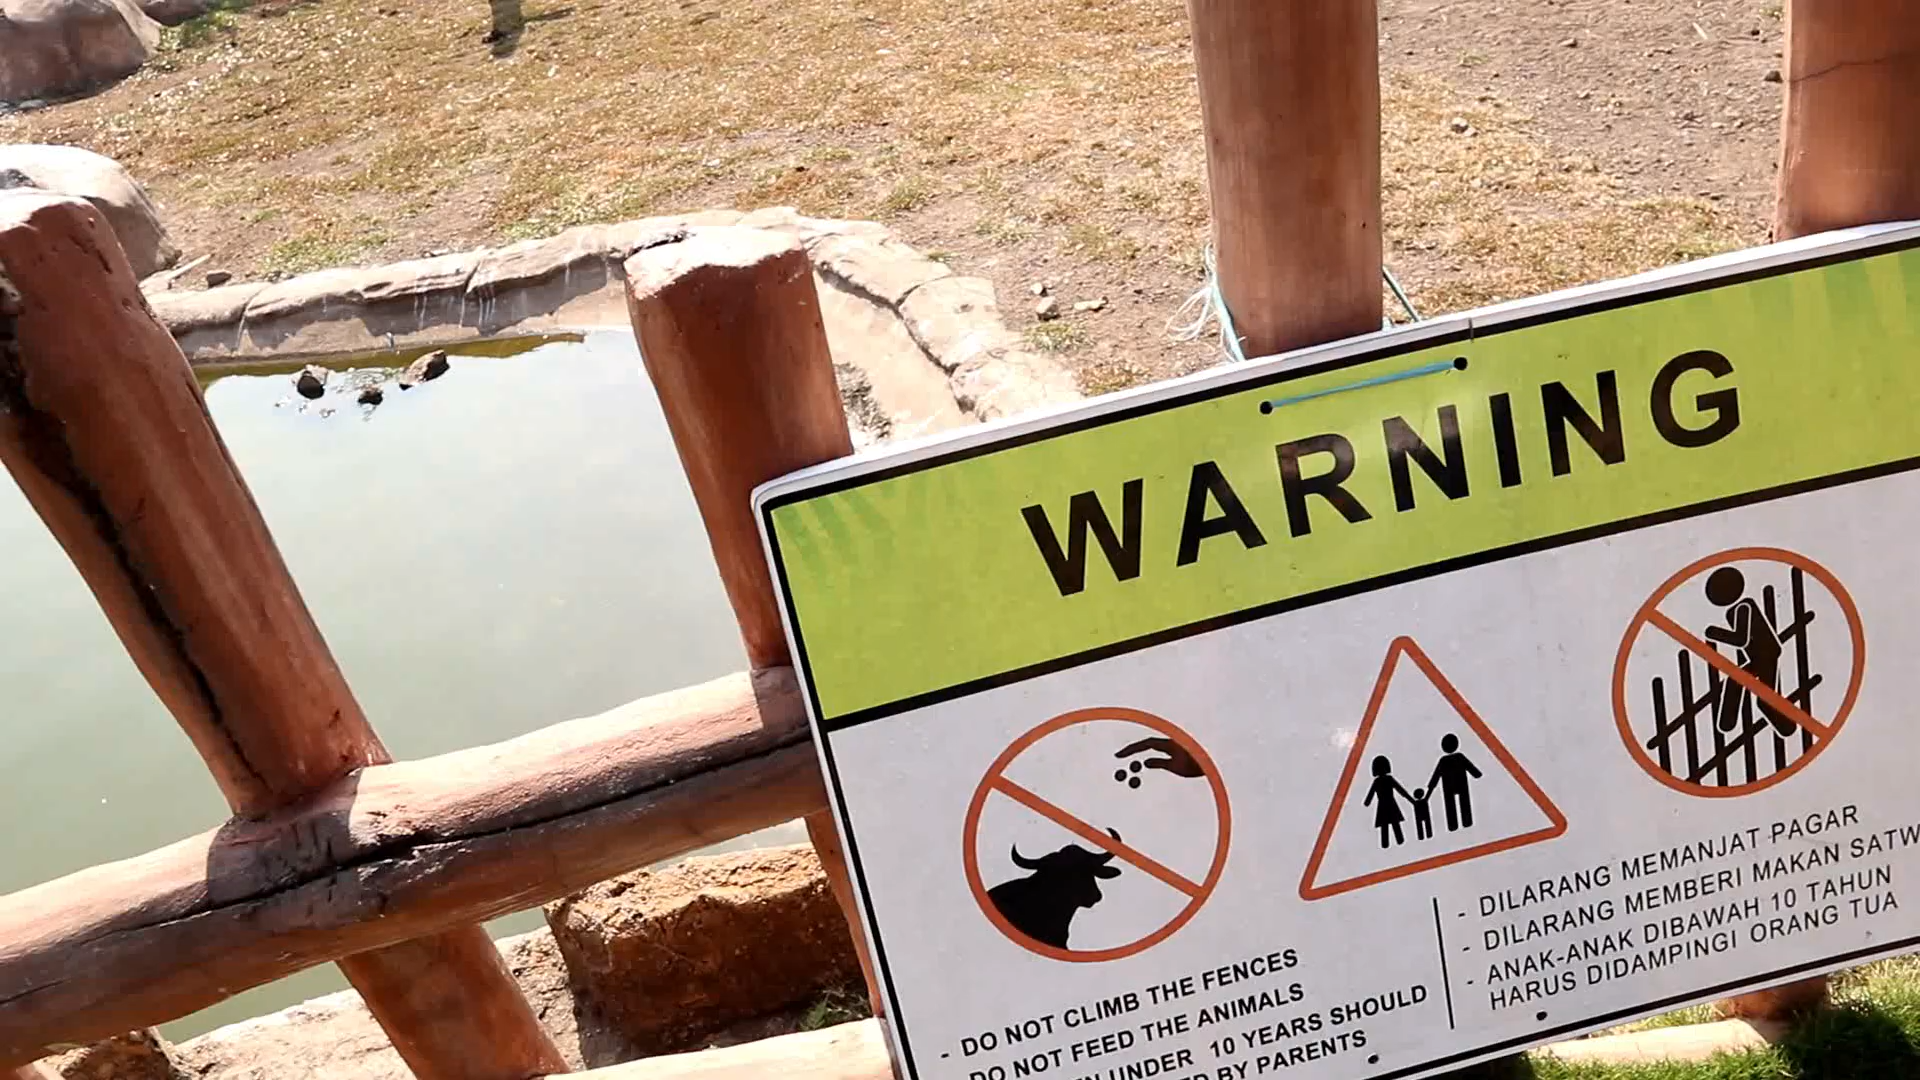 WARNING
- DO NOT CLIMB THE FENCES
DO NOT FEED THE ANIMALS
UNDER 10 YEARS SHOULD
BY PARENTS
- DILARANG MEMANJAT PAGAR
- DILARANG MEMBERI MAKAN SATW
- ANAK-ANAK DIBAWAH 10 TAHUN
HARUS DIDAMPINGI ORANG TUA